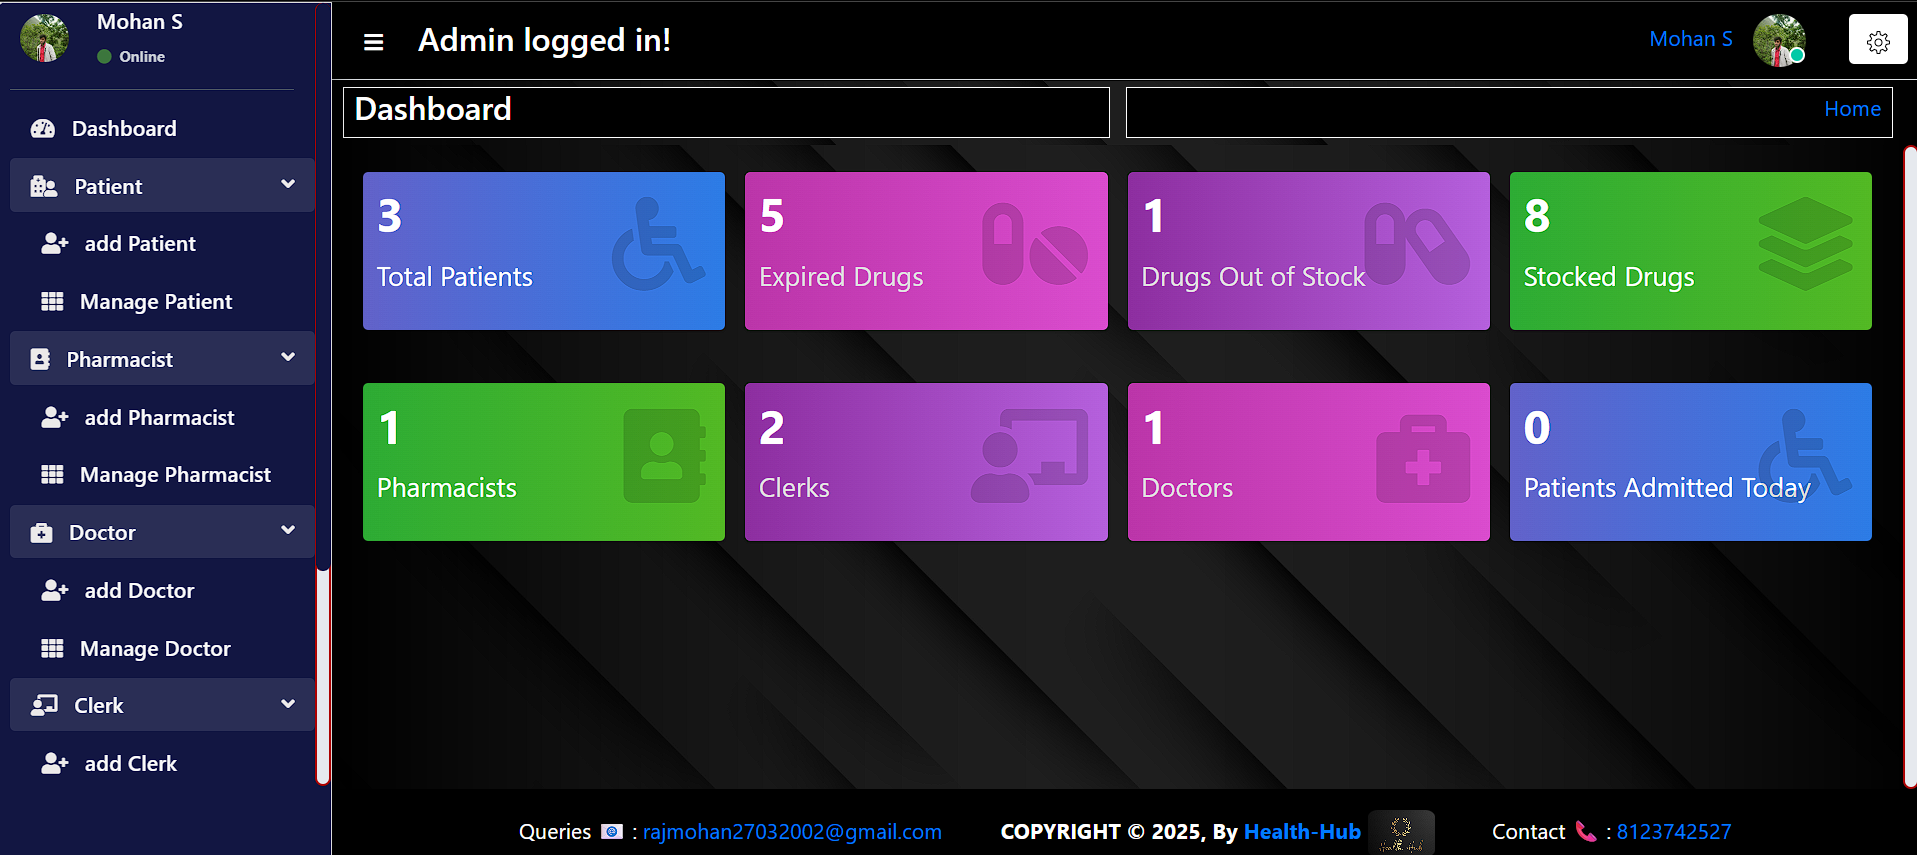 Mohan S
Online
Dashboard
Patient
add Patient
Manage Patient
Pharmacist
add Pharmacist
Manage Pharmacist
Doctor
add Doctor
Manage Doctor
Clerk
add Clerk
Admin logged in!
Mohan S
Dashboard
Home
3
Total Patients
5
Expired Drugs
1
Drugs Out of Stock
8
Stocked Drugs
1
Pharmacists
2
Clerks
1
Doctors
0
Patients Admitted Today
Queries : rajmohan27032002@gmail.com
COPYRIGHT © 2025, By Health-Hub
Contact : 8123742527